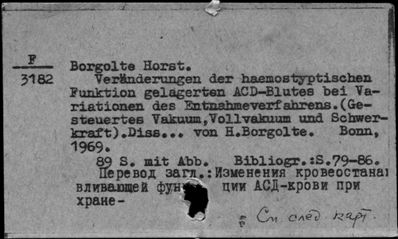 F
3182
Borgolte Horst.
Veränderungen der haemostyptischen
Funktion gelagerten ACD-Blutes bei Va-
riationen des Entnahmeverfahrens.(Ge-
steuertes Vakuum,Vollvakuum und Schwer-
kraft).Diss... von H.Borgolte. Bonn,
1969.
89 S. mit Abb. Bibliogr.:S.79-86.
Перевод загл.:Изменения кровеостана
вливающей фун ции АСД-крови при
хране-
См след. карт.